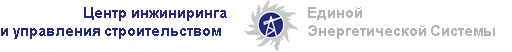 Центр инжиниринга
и управления строительством
Единой
Энергетической Системы